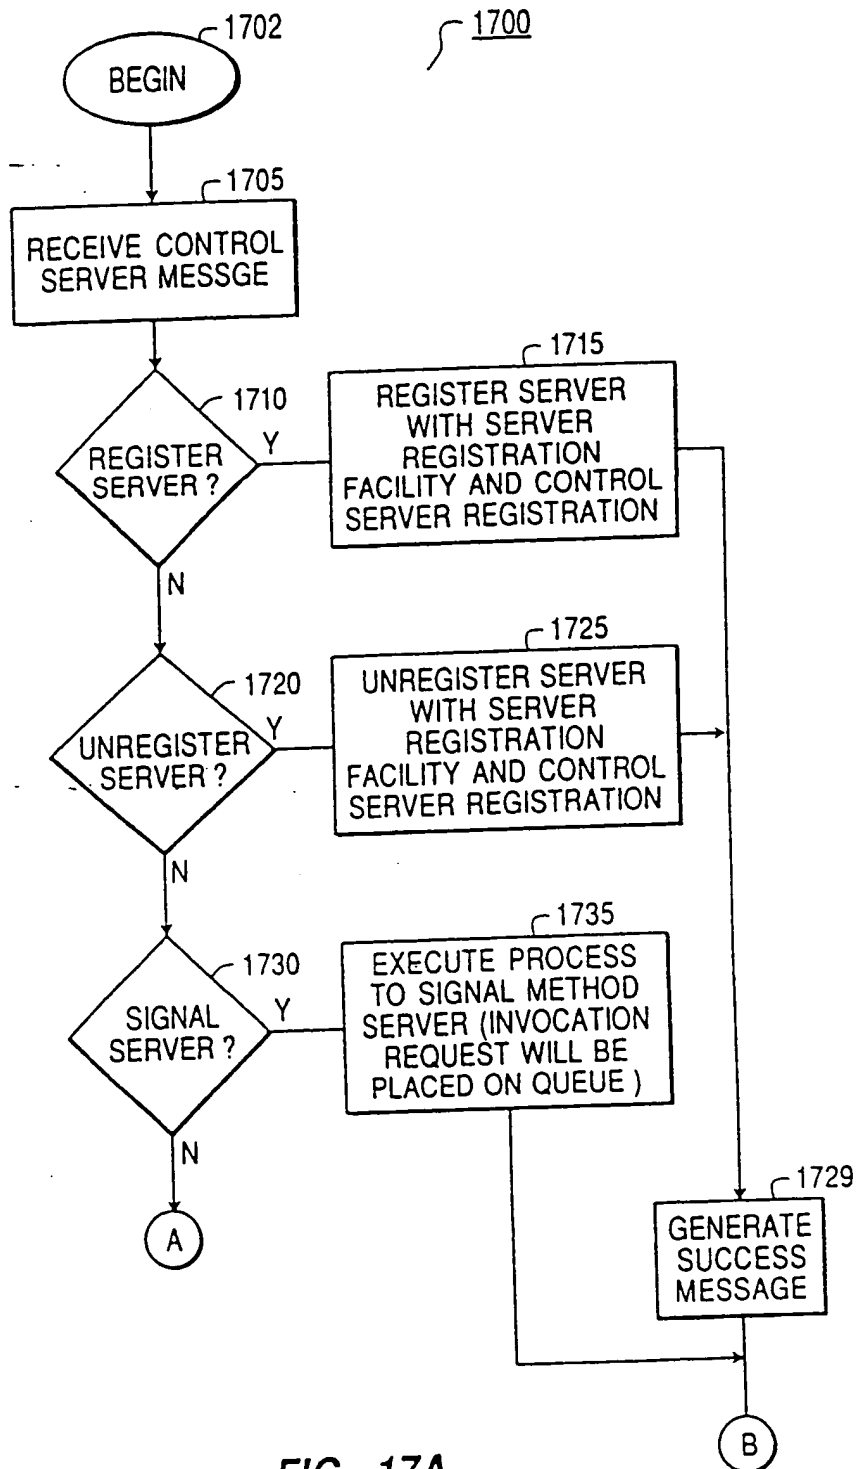 1702
1700
BEGIN
1705
RECEIVE CONTROL
SERVER MESSGE
1715
1710
REGISTER SERVER
WITH SERVER
REGISTRATION
FACILITY AND CONTROL
SERVER REGISTRATION
Y
REGISTER
SERVER ?
N
1725
1720
UNREGISTER SERVER
WITH SERVER
REGISTRATION
FACILITY AND CONTROL
SERVER REGISTRATION
Y
UNREGISTER
SERVER ?
N
1735
1730
EXECUTE PROCESS
TO SIGNAL METHOD
SERVER (INVOCATION
REQUEST WILL BE
PLACED ON QUEUE )
Y
SIGNAL
SERVER ?
N
1729
A
GENERATE
SUCCESS
MESSAGE
B
FIG. 17A